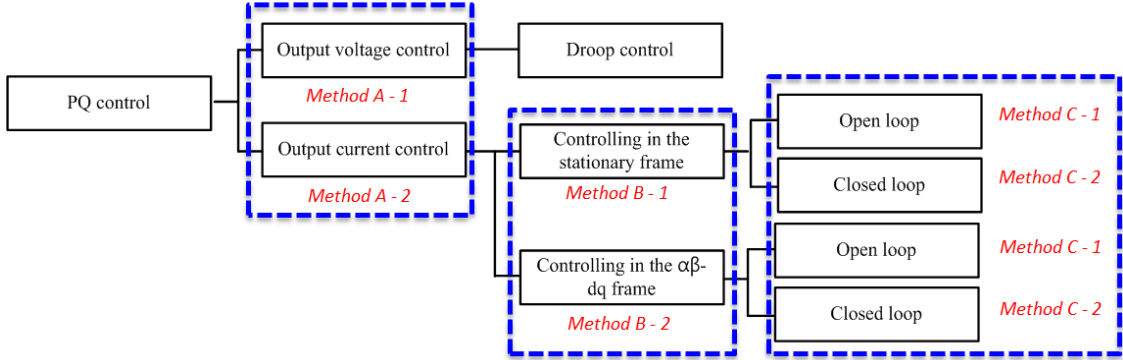 PQ control
Output voltage control
Method A - 1
Output current control
Method A - 2
Droop control
Controlling in the
stationary frame
Method B - 1
Controlling in the αβ-
dq frame
Method B - 2
Open loop
Method C - 1
Closed loop
Method C - 2
Open loop
Method C - 1
Closed loop
Method C - 2